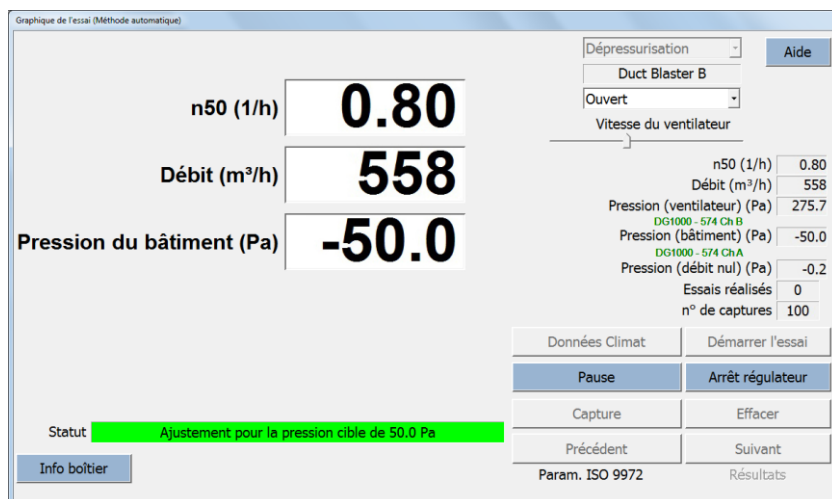 Graphique de l'essai (Méthode automatique)
Dépressurisation
Aide
Duct Blaster B
Ouvert
Vitesse du ventilateur
n50 (1/h) 0.80
Débit (m³/h) 558
Pression du bâtiment (Pa) -50.0
n50 (1/h) 0.80
Débit (m³/h) 558
Pression (ventilateur) (Pa) 275.7
DG1000 - 574 Ch B
Pression (bâtiment) (Pa) -50.0
DG1000 - 574 Ch A
Pression (débit nul) (Pa) -0.2
Essais réalisés 0
n° de captures 100
Données Climat Démarrer l'essai
Pause Arrêt régulateur
Capture Effacer
Statut Ajustement pour la pression cible de 50.0 Pa
Précédent Suivant
Info boîtier
Param. ISO 9972 Résultats